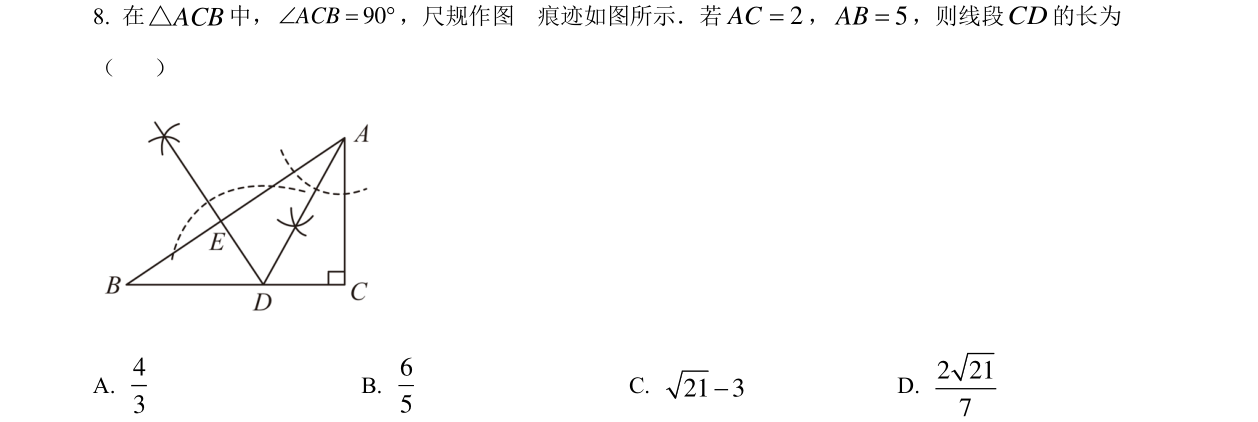 8. 在△ACB中，∠ACB=90°，尺规作图 痕迹如图所示．若AC=2，AB=5，则线段CD的长为
（ ）
A
E
B
D
C
A. 4/3 B. 6/5 C. √21−3 D. 2√21/7